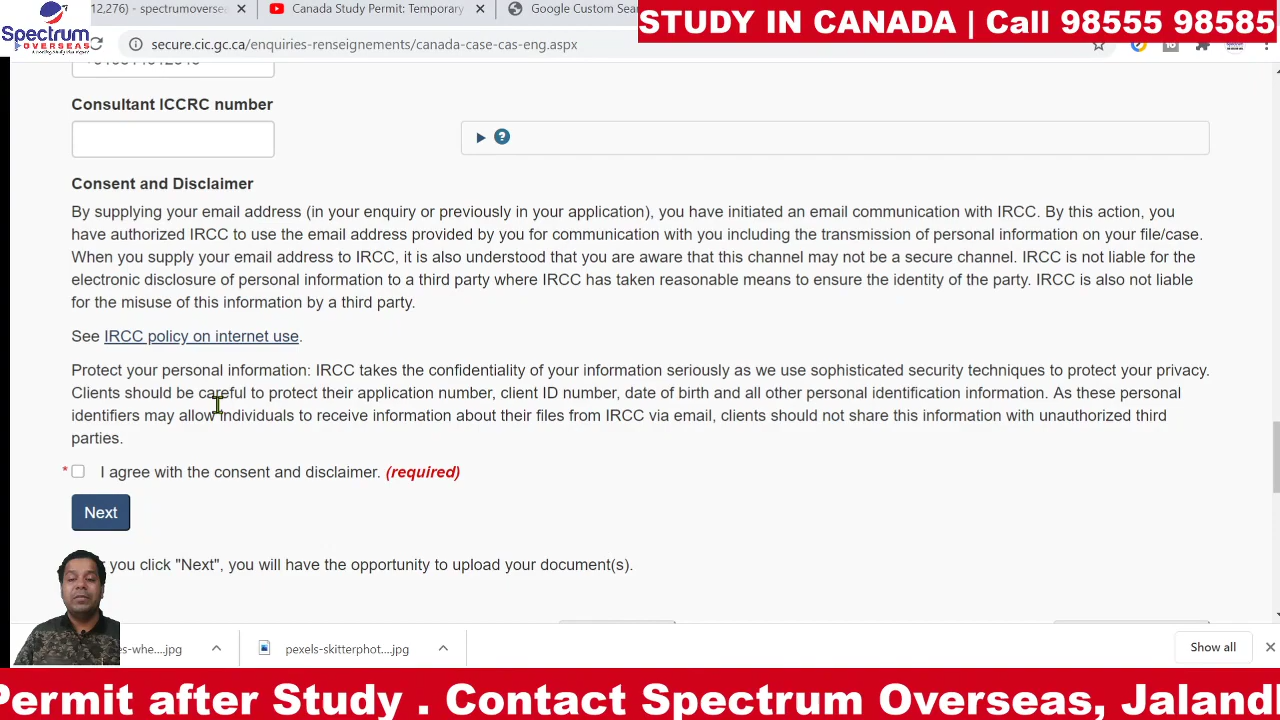 12,276) - spectrumoverse
Canada Study Permit: Temporary
Google Custom Sea
STUDY IN CANADA | Call 98555 98585
Spectrum
OVERSEAS
secure.cic.gc.ca/enquiries-renseignements/canada-case-cas-eng.aspx
Consultant ICCRC number
Consent and Disclaimer
By supplying your email address (in your enquiry or previously in your application), you have initiated an email communication with IRCC. By this action, you
have authorized IRCC to use the email address provided by you for communication with you including the transmission of personal information on your file/case.
When you supply your email address to IRCC, it is also understood that you are aware that this channel may not be a secure channel. IRCC is not liable for the
electronic disclosure of personal information to a third party where IRCC has taken reasonable means to ensure the identity of the party. IRCC is also not liable
for the misuse of this information by a third party.
See IRCC policy on internet use.
Protect your personal information: IRCC takes the confidentiality of your information seriously as we use sophisticated security techniques to protect your privacy.
Clients should be careful to protect their application number, client ID number, date of birth and all other personal identification information. As these personal
identifiers may allow individuals to receive information about their files from IRCC via email, clients should not share this information with unauthorized third
parties.
* I agree with the consent and disclaimer. (required)
Next
you click "Next", you will have the opportunity to upload your document(s).
es-whe....jpg
pexels-skitterphot....jpg
Show all
Permit after Study . Contact Spectrum Overseas, Jaland